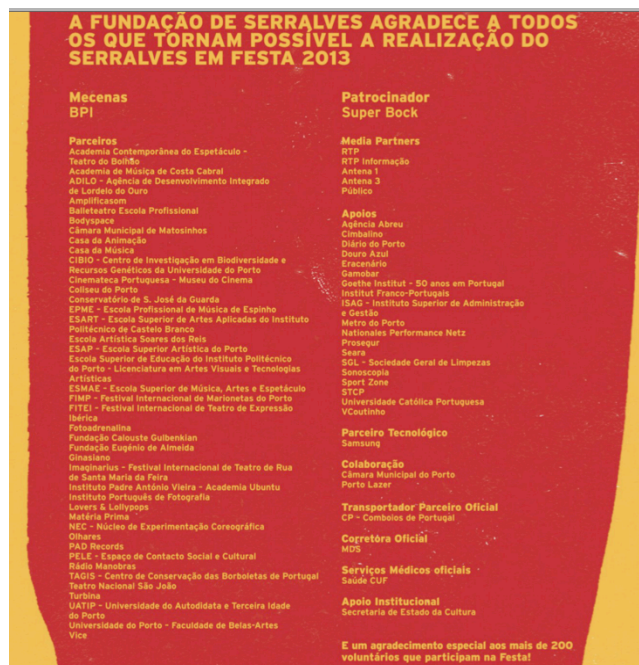 A FUNDAÇÃO DE SERRALVES AGRADECE A TODOS
OS QUE TORNAM POSSÍVEL A REALIZAÇÃO DO
SERRALVES EM FESTA 2013
Mecenas
BPI
Parceiros
Academia Contemporânea do Espetáculo -
Teatro do Bolhão
Academia de Música de Costa Cabral
ADILO - Agência de Desenvolvimento Integrado
de Lordelo do Ouro
Amplificasom
Balleteatro Escola Profissional
Bodyspace
Câmara Municipal de Matosinhos
Casa da Animação
Casa da Música
CIBIO - Centro de Investigação em Biodiversidade e
Recursos Genéticos da Universidade do Porto
Cinemateca Portuguesa - Museu do Cinema
Coliseu do Porto
Conservatório de S. José da Guarda
EPME - Escola Profissional de Música de Espinho
ESART - Escola Superior de Artes Aplicadas do Instituto
Politécnico de Castelo Branco
Escola Artística Soares dos Reis
ESAP - Escola Superior Artística do Porto
Escola Superior de Educação do Instituto Politécnico
do Porto - Licenciatura em Artes Visuais e Tecnologias
Artísticas
ESMAE - Escola Superior de Música, Artes e Espetáculo
FIMP - Festival Internacional de Marionetas do Porto
FITEI - Festival Internacional de Teatro de Expressão
Ibérica
Fotoadrenalina
Fundação Calouste Gulbenkian
Fundação Eugénio de Almeida
Ginasiano
Imaginarius - Festival Internacional de Teatro de Rua
de Santa Maria da Feira
Instituto Padre António Vieira - Academia Ubuntu
Instituto Português de Fotografia
Lovers & Lollypops
Matéria Prima
NEC - Núcleo de Experimentação Coreográfica
Olhares
PAD Records
PELE - Espaço de Contacto Social e Cultural
Rádio Manobras
TAGIS - Centro de Conservação das Borboletas de Portugal
Teatro Nacional São João
Turbina
UATIP - Universidade do Autodidata e Terceira Idade
do Porto
Universidade do Porto - Faculdade de Belas-Artes
Vice
Patrocinador
Super Bock
Media Partners
RTP
RTP Informação
Antena 1
Antena 3
Público
Apoios
Agência Abreu
Cimbalino
Diário do Porto
Douro Azul
Eracenário
Gamobar
Goethe Institut - 50 anos em Portugal
Institut Franco-Portugais
ISAG - Instituto Superior de Administração
e Gestão
Metro do Porto
Nationales Performance Netz
Prosegur
Seara
SGL - Sociedade Geral de Limpezas
Sonoscopia
Sport Zone
STCP
Universidade Católica Portuguesa
VCoutinho
Parceiro Tecnológico
Samsung
Colaboração
Câmara Municipal do Porto
Porto Lazer
Transportador Parceiro Oficial
CP - Comboios de Portugal
Corretora Oficial
MDS
Serviços Médicos oficiais
Saúde CUF
Apoio Institucional
Secretaria de Estado da Cultura
E um agradecimento especial aos mais de 200
voluntários que participam na Festa!